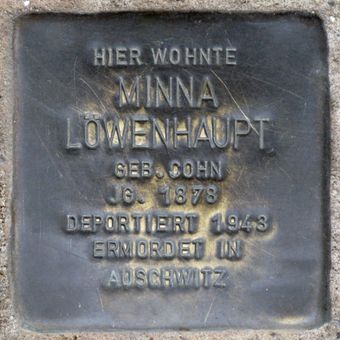 HIER WOHNTE
MINNA
LÖWENHAUPT
GEB. COHN
JG. 1878
DEPORTIERT 1943
ERMORDET IN
AUSCHWITZ